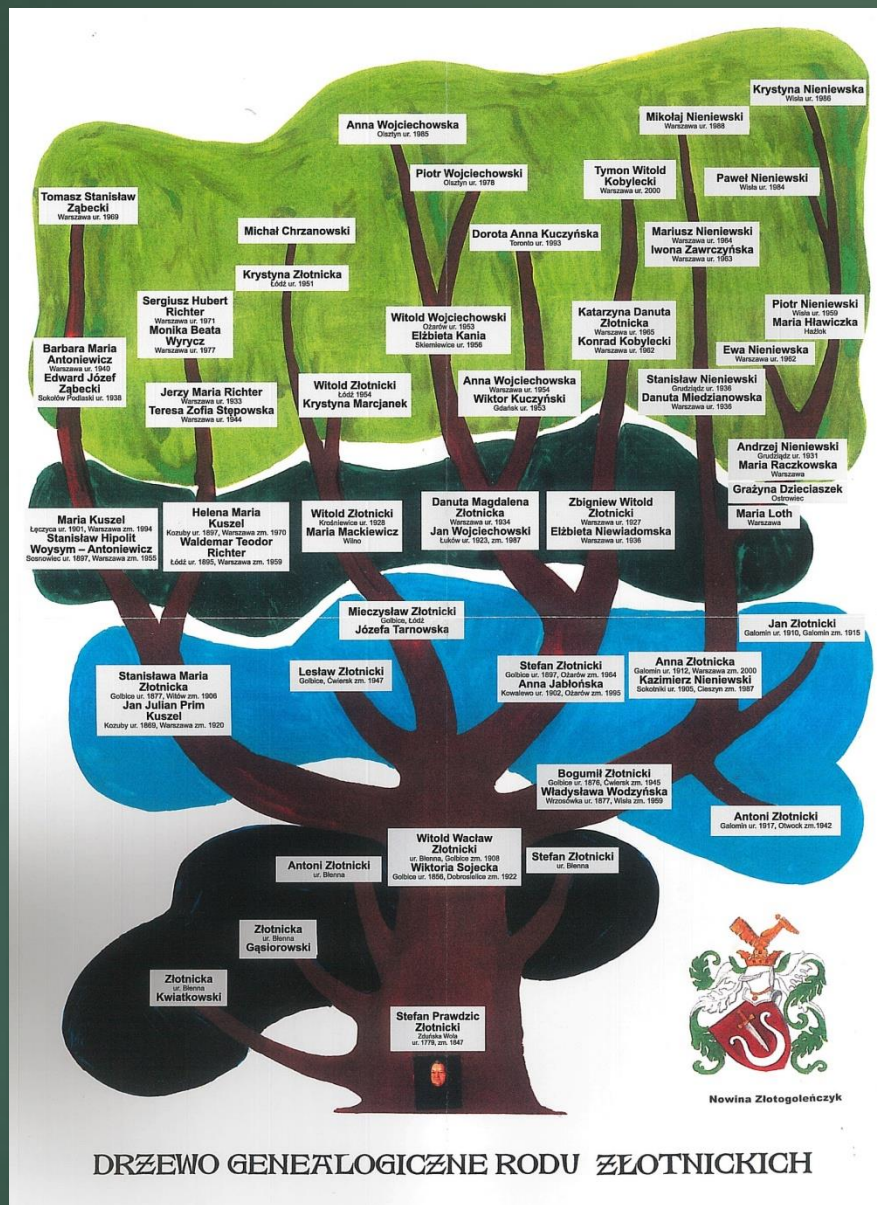 Krystyna Nieniewska
Wisła ur. 1986
Mikołaj Nieniewski
Warszawa ur. 1988
Anna Wojciechowska
Olsztyn ur. 1985
Piotr Wojciechowski
Olsztyn ur. 1978
Tymon Witold
Kobylecki
Warszawa ur. 2000
Paweł Nieniewski
Wisła ur. 1984
Tomasz Stanisław
Ząbecki
Warszawa ur. 1969
Michał Chrzanowski
Dorota Anna Kuczyńska
Toronto ur. 1993
Mariusz Nieniewski
Warszawa ur. 1964
Iwona Zawrczyńska
Warszawa ur. 1963
Krystyna Złotnicka
Łódź ur. 1951
Sergiusz Hubert
Richter
Warszawa ur. 1971
Monika Beata
Wyrycz
Warszawa ur. 1977
Witold Wojciechowski
Ożarów ur. 1953
Elżbieta Kania
Skierniewice ur. 1956
Katarzyna Danuta
Złotnicka
Warszawa ur. 1965
Konrad Kobylecki
Warszawa ur. 1962
Piotr Nieniewski
Wisła ur. 1959
Maria Hławiczka
Hażlok
Barbara Maria
Antoniewicz
Warszawa ur. 1940
Edward Józef
Ząbecki
Sokołów Podlaski ur. 1938
Ewa Nieniewska
Warszawa ur. 1962
Jerzy Maria Richter
Warszawa ur. 1933
Teresa Zofia Stępowska
Warszawa ur. 1944
Witold Złotnicki
Łódź 1954
Krystyna Marcjanek
Anna Wojciechowska
Warszawa ur. 1954
Wiktor Kuczyński
Gdańsk ur. 1953
Stanisław Nieniewski
Grudziądz ur. 1936
Danuta Miedzianowska
Warszawa ur. 1936
Andrzej Nieniewski
Grudziądz ur. 1931
Maria Raczkowska
Warszawa
Grażyna Dzieciaszek
Ostrowiec
Maria Loth
Warszawa
Maria Kuszel
Łęczyca ur. 1901, Warszawa zm. 1994
Stanisław Hipolit
Woysym – Antoniewicz
Sosnowiec ur. 1897, Warszawa zm. 1955
Helena Maria
Kuszel
Kozuby ur. 1897, Warszawa zm. 1970
Waldemar Teodor
Richter
Łódź ur. 1895, Warszawa zm. 1959
Witold Złotnicki
Krośniewice ur. 1928
Maria Mackiewicz
Wilno
Danuta Magdalena
Złotnicka
Warszawa ur. 1934
Jan Wojciechowski
Łuków ur. 1923, zm. 1987
Zbigniew Witold
Złotnicki
Warszawa ur. 1927
Elżbieta Niewiadomska
Warszawa ur. 1936
Mieczysław Złotnicki
Golbice, Łódź
Józefa Tarnowska
Jan Złotnicki
Galomin ur. 1910, Galomin zm. 1915
Stanisława Maria
Złotnicka
Golbice ur. 1877, Witów zm. 1906
Jan Julian Prim
Kuszel
Kozuby ur. 1869, Warszawa zm. 1920
Lesław Złotnicki
Golbice, Ćwiersk zm. 1947
Stefan Złotnicki
Golbice ur. 1897, Ożarów zm. 1964
Anna Jabłońska
Kowalewo ur. 1902, Ożarów zm. 1995
Anna Złotnicka
Galomin ur. 1912, Warszawa zm. 2000
Kazimierz Nieniewski
Sokotniki ur. 1905, Cieszyn zm. 1987
Bogumił Złotnicki
Golbice ur. 1876, Ćwiersk zm. 1945
Władysława Wodzyńska
Wrzosówka ur. 1877, Wisła zm. 1959
Antoni Złotnicki
Galomin ur. 1917, Otwock zm.1942
Witold Wacław
Złotnicki
ur. Błenna, Golbice zm. 1908
Wiktoria Sojecka
Golbice ur. 1856, Dobrosielice zm. 1922
Antoni Złotnicki
ur. Błenna
Stefan Złotnicki
ur. Błenna
Złotnicka
ur. Błenna
Gąsiorowski
Złotnicka
ur. Błenna
Kwiatkowski
Stefan Prawdzic
Złotnicki
Zduńska Wola
ur. 1779, zm. 1847
Nowina Złotogoleńczyk
DRZEWO GENEALOGICZNE RODU ZŁOTNICKICH